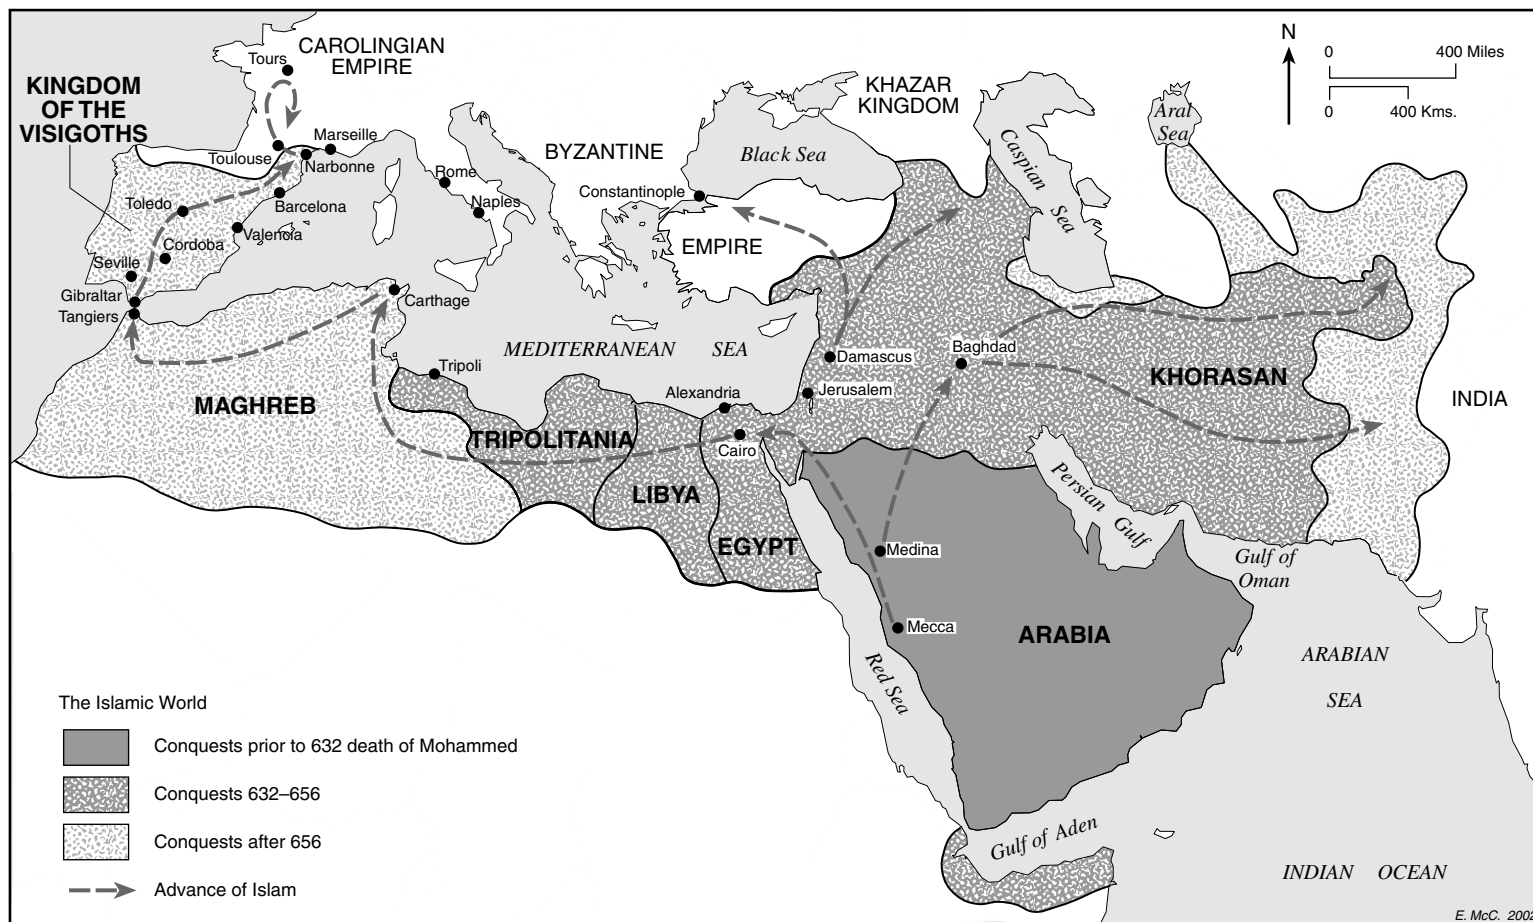 Tours
CAROLINGIAN
EMPIRE
KINGDOM
OF THE
VISIGOTHS
Marseille
Toulouse
Narbonne
Toledo
Barcelona
Valencia
Cordoba
Seville
Gibraltar
Tangiers
Rome
Naples
Carthage
BYZANTINE
Constantinople
EMPIRE
Black Sea
KHAZAR
KINGDOM
Caspian Sea
Aral
Sea
N
0 400 Miles
0 400 Kms.
MEDITERRANEAN SEA
Tripoli
Alexandria
Cairo
Damascus
Jerusalem
Baghdad
KHORASAN
INDIA
MAGHREB
TRIPOLITANIA
LIBYA
EGYPT
Persian Gulf
Gulf of
Oman
Medina
Mecca
ARABIA
Red Sea
ARABIAN
SEA
Gulf of Aden
INDIAN OCEAN
The Islamic World
Conquests prior to 632 death of Mohammed
Conquests 632–656
Conquests after 656
Advance of Islam
E. McC. 2002